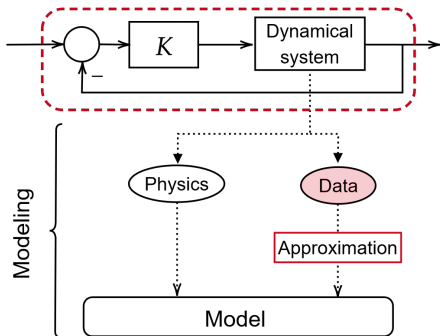 K
Dynamical
system
−
Modeling
Physics
Data
Approximation
Model